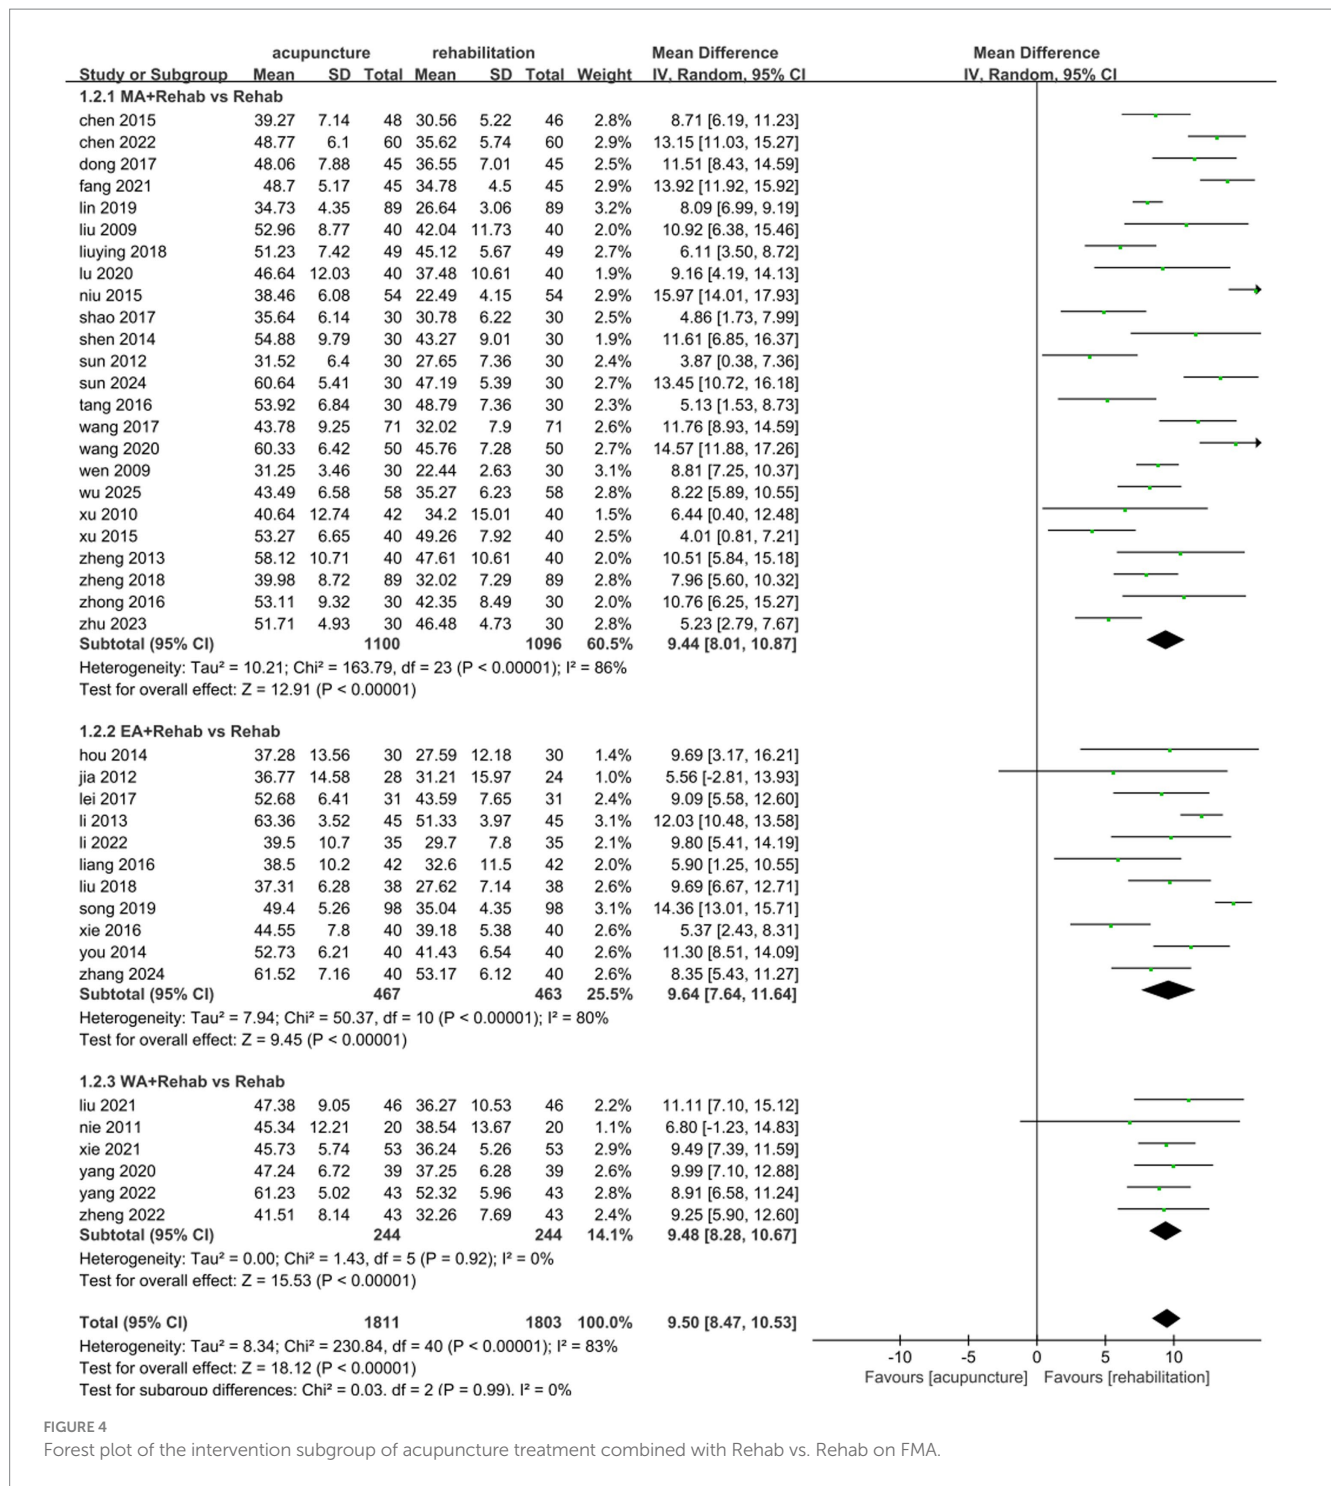 acupuncture rehabilitation Mean Difference Mean Difference
Study or Subgroup Mean SD Total Mean SD Total Weight IV, Random, 95% CI IV, Random, 95% CI
1.2.1 MA+Rehab vs Rehab
chen 2015 39.27 7.14 48 30.56 5.22 46 2.8% 8.71 [6.19, 11.23]
chen 2022 48.77 6.1 60 35.62 5.74 60 2.9% 13.15 [11.03, 15.27]
dong 2017 48.06 7.88 45 36.55 7.01 45 2.5% 11.51 [8.43, 14.59]
fang 2021 48.7 5.17 45 34.78 4.5 45 2.9% 13.92 [11.92, 15.92]
lin 2019 34.73 4.35 89 26.64 3.06 89 3.2% 8.09 [6.99, 9.19]
liu 2009 52.96 8.77 40 42.04 11.73 40 2.0% 10.92 [6.38, 15.46]
liuying 2018 51.23 7.42 49 45.12 5.67 49 2.7% 6.11 [3.50, 8.72]
lu 2020 46.64 12.03 40 37.48 10.61 40 1.9% 9.16 [4.19, 14.13]
niu 2015 38.46 6.08 54 22.49 4.15 54 2.9% 15.97 [14.01, 17.93]
shao 2017 35.64 6.14 30 30.78 6.22 30 2.5% 4.86 [1.73, 7.99]
shen 2014 54.88 9.79 30 43.27 9.01 30 1.9% 11.61 [6.85, 16.37]
sun 2012 31.52 6.4 30 27.65 7.36 30 2.4% 3.87 [0.38, 7.36]
sun 2024 60.64 5.41 30 47.19 5.39 30 2.7% 13.45 [10.72, 16.18]
tang 2016 53.92 6.84 30 48.79 7.36 30 2.3% 5.13 [1.53, 8.73]
wang 2017 43.78 9.25 71 32.02 7.9 71 2.6% 11.76 [8.93, 14.59]
wang 2020 60.33 6.42 50 45.76 7.28 50 2.7% 14.57 [11.88, 17.26]
wen 2009 31.25 3.46 30 22.44 2.63 30 3.1% 8.81 [7.25, 10.37]
wu 2025 43.49 6.58 58 35.27 6.23 58 2.8% 8.22 [5.89, 10.55]
xu 2010 40.64 12.74 42 34.2 15.01 40 1.5% 6.44 [0.40, 12.48]
xu 2015 53.27 6.65 40 49.26 7.92 40 2.5% 4.01 [0.81, 7.21]
zheng 2013 58.12 10.71 40 47.61 10.61 40 2.0% 10.51 [5.84, 15.18]
zheng 2018 39.98 8.72 89 32.02 7.29 89 2.8% 7.96 [5.60, 10.32]
zhong 2016 53.11 9.32 30 42.35 8.49 30 2.0% 10.76 [6.25, 15.27]
zhu 2023 51.71 4.93 30 46.48 4.73 30 2.8% 5.23 [2.79, 7.67]
Subtotal (95% CI) 1100 1096 60.5% 9.44 [8.01, 10.87]
Heterogeneity: Tau² = 10.21; Chi² = 163.79, df = 23 (P < 0.00001); I² = 86%
Test for overall effect: Z = 12.91 (P < 0.00001)
1.2.2 EA+Rehab vs Rehab
hou 2014 37.28 13.56 30 27.59 12.18 30 1.4% 9.69 [3.17, 16.21]
jia 2012 36.77 14.58 28 31.21 15.97 24 1.0% 5.56 [-2.81, 13.93]
lei 2017 52.68 6.41 31 43.59 7.65 31 2.4% 9.09 [5.58, 12.60]
li 2013 63.36 3.52 45 51.33 3.97 45 3.1% 12.03 [10.48, 13.58]
li 2022 39.5 10.7 35 29.7 7.8 35 2.1% 9.80 [5.41, 14.19]
liang 2016 38.5 10.2 42 32.6 11.5 42 2.0% 5.90 [1.25, 10.55]
liu 2018 37.31 6.28 38 27.62 7.14 38 2.6% 9.69 [6.67, 12.71]
song 2019 49.4 5.26 98 35.04 4.35 98 3.1% 14.36 [13.01, 15.71]
xie 2016 44.55 7.8 40 39.18 5.38 40 2.6% 5.37 [2.43, 8.31]
you 2014 52.73 6.21 40 41.43 6.54 40 2.6% 11.30 [8.51, 14.09]
zhang 2024 61.52 7.16 40 53.17 6.12 40 2.6% 8.35 [5.43, 11.27]
Subtotal (95% CI) 467 463 25.5% 9.64 [7.64, 11.64]
Heterogeneity: Tau² = 7.94; Chi² = 50.37, df = 10 (P < 0.00001); I² = 80%
Test for overall effect: Z = 9.45 (P < 0.00001)
1.2.3 WA+Rehab vs Rehab
liu 2021 47.38 9.05 46 36.27 10.53 46 2.2% 11.11 [7.10, 15.12]
nie 2011 45.34 12.21 20 38.54 13.67 20 1.1% 6.80 [-1.23, 14.83]
xie 2021 45.73 5.74 53 36.24 5.26 53 2.9% 9.49 [7.39, 11.59]
yang 2020 47.24 6.72 39 37.25 6.28 39 2.6% 9.99 [7.10, 12.88]
yang 2022 61.23 5.02 43 52.32 5.96 43 2.8% 8.91 [6.58, 11.24]
zheng 2022 41.51 8.14 43 32.26 7.69 43 2.4% 9.25 [5.90, 12.60]
Subtotal (95% CI) 244 244 14.1% 9.48 [8.28, 10.67]
Heterogeneity: Tau² = 0.00; Chi² = 1.43, df = 5 (P = 0.92); I² = 0%
Test for overall effect: Z = 15.53 (P < 0.00001)
Total (95% CI) 1811 1803 100.0% 9.50 [8.47, 10.53]
Heterogeneity: Tau² = 8.34; Chi² = 230.84, df = 40 (P < 0.00001); I² = 83%
Test for overall effect: Z = 18.12 (P < 0.00001)
Test for subgroup differences: Chi² = 0.03, df = 2 (P = 0.99), I² = 0%
-10 -5 0 5 10
Favours [acupuncture] Favours [rehabilitation]
FIGURE 4
Forest plot of the intervention subgroup of acupuncture treatment combined with Rehab vs. Rehab on FMA.